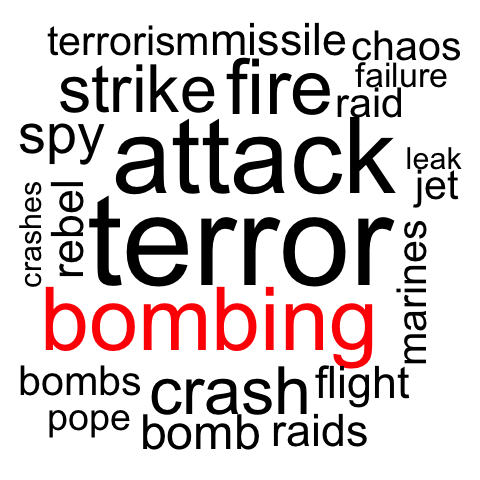 terrorism missile chaos
failure
strike fire raid
spy attack leak
jet
crashes rebel terror marines
bombing
bombs crash flight
pope bomb raids